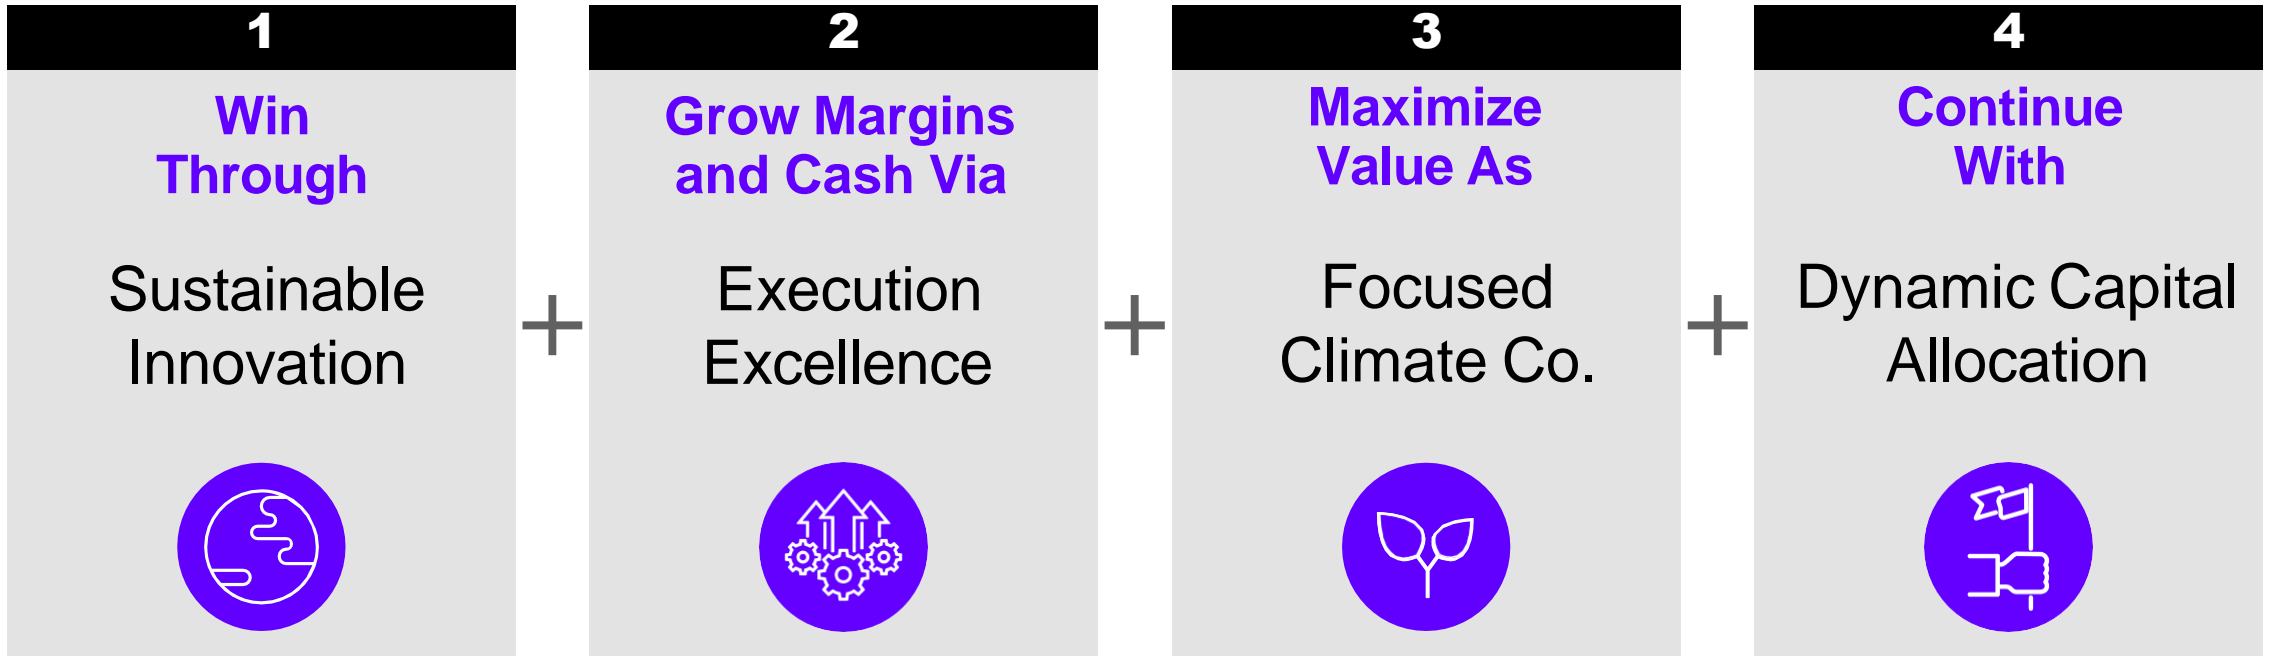 1
Win
Through
Sustainable
Innovation
+
2
Grow Margins
and Cash Via
Execution
Excellence
+
3
Maximize
Value As
Focused
Climate Co.
+
4
Continue
With
Dynamic Capital
Allocation